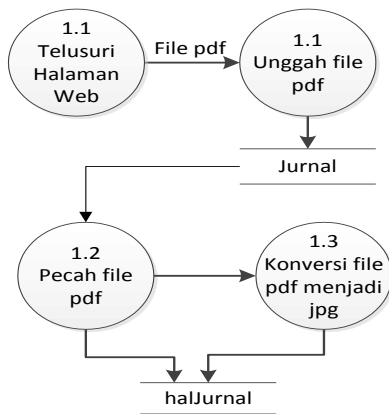 1.1
Telusuri
Halaman
Web
File pdf
1.1
Unggah file
pdf
Jurnal
1.2
Pecah file
pdf
1.3
Konversi file
pdf menjadi
jpg
halJurnal